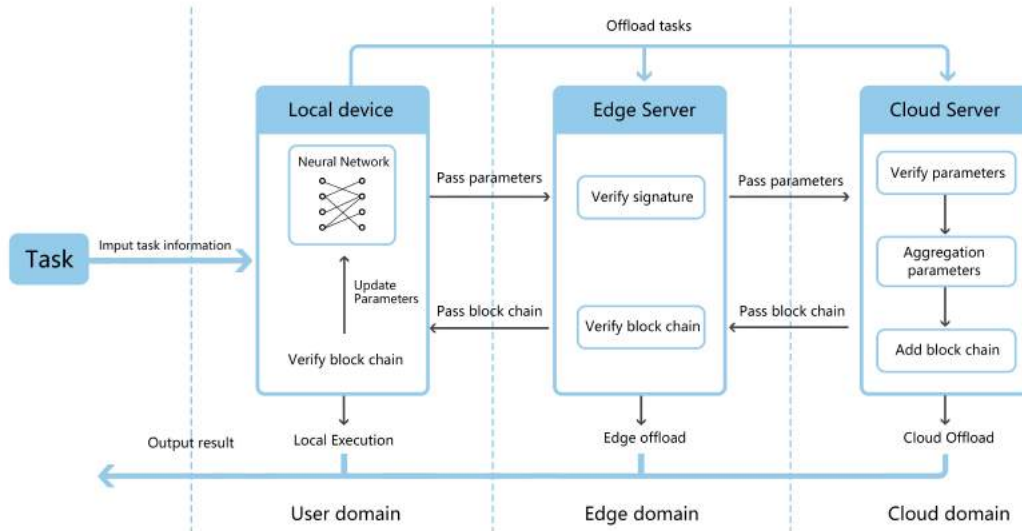 Offload tasks
Local device
Edge Server
Cloud Server
Neural Network
Pass parameters
Verify signature
Pass parameters
Verify parameters
Task
Imput task information
Aggregation
parameters
Update
Parameters
Pass block chain
Verify block chain
Pass block chain
Verify block chain
Add block chain
Output result
Local Execution
Edge offload
Cloud Offload
User domain
Edge domain
Cloud domain